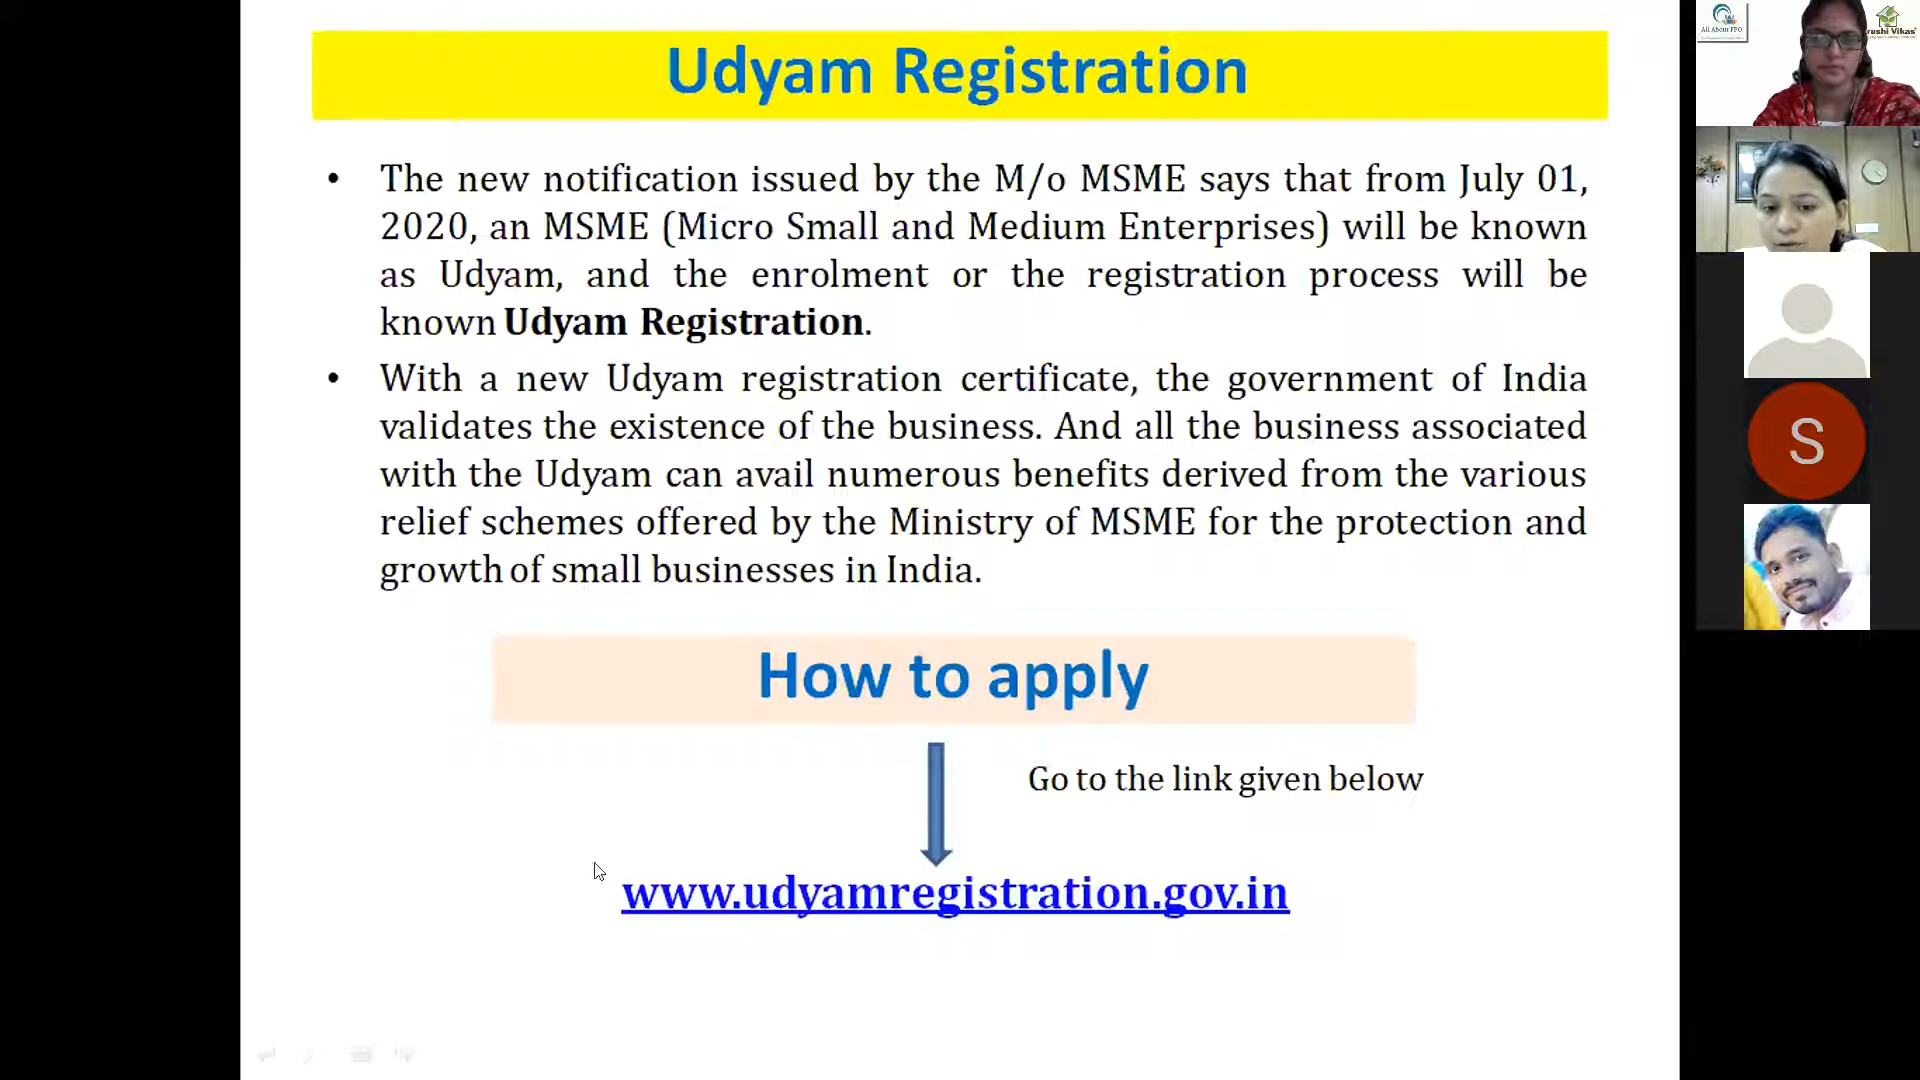 Udyam Registration
• The new notification issued by the M/o MSME says that from July 01,
2020, an MSME (Micro Small and Medium Enterprises) will be known
as Udyam, and the enrolment or the registration process will be
known Udyam Registration.
• With a new Udyam registration certificate, the government of India
validates the existence of the business. And all the business associated
with the Udyam can avail numerous benefits derived from the various
relief schemes offered by the Ministry of MSME for the protection and
growth of small businesses in India.
How to apply
Go to the link given below
www.udyamregistration.gov.in
All About FPO
rushi Vikas
S